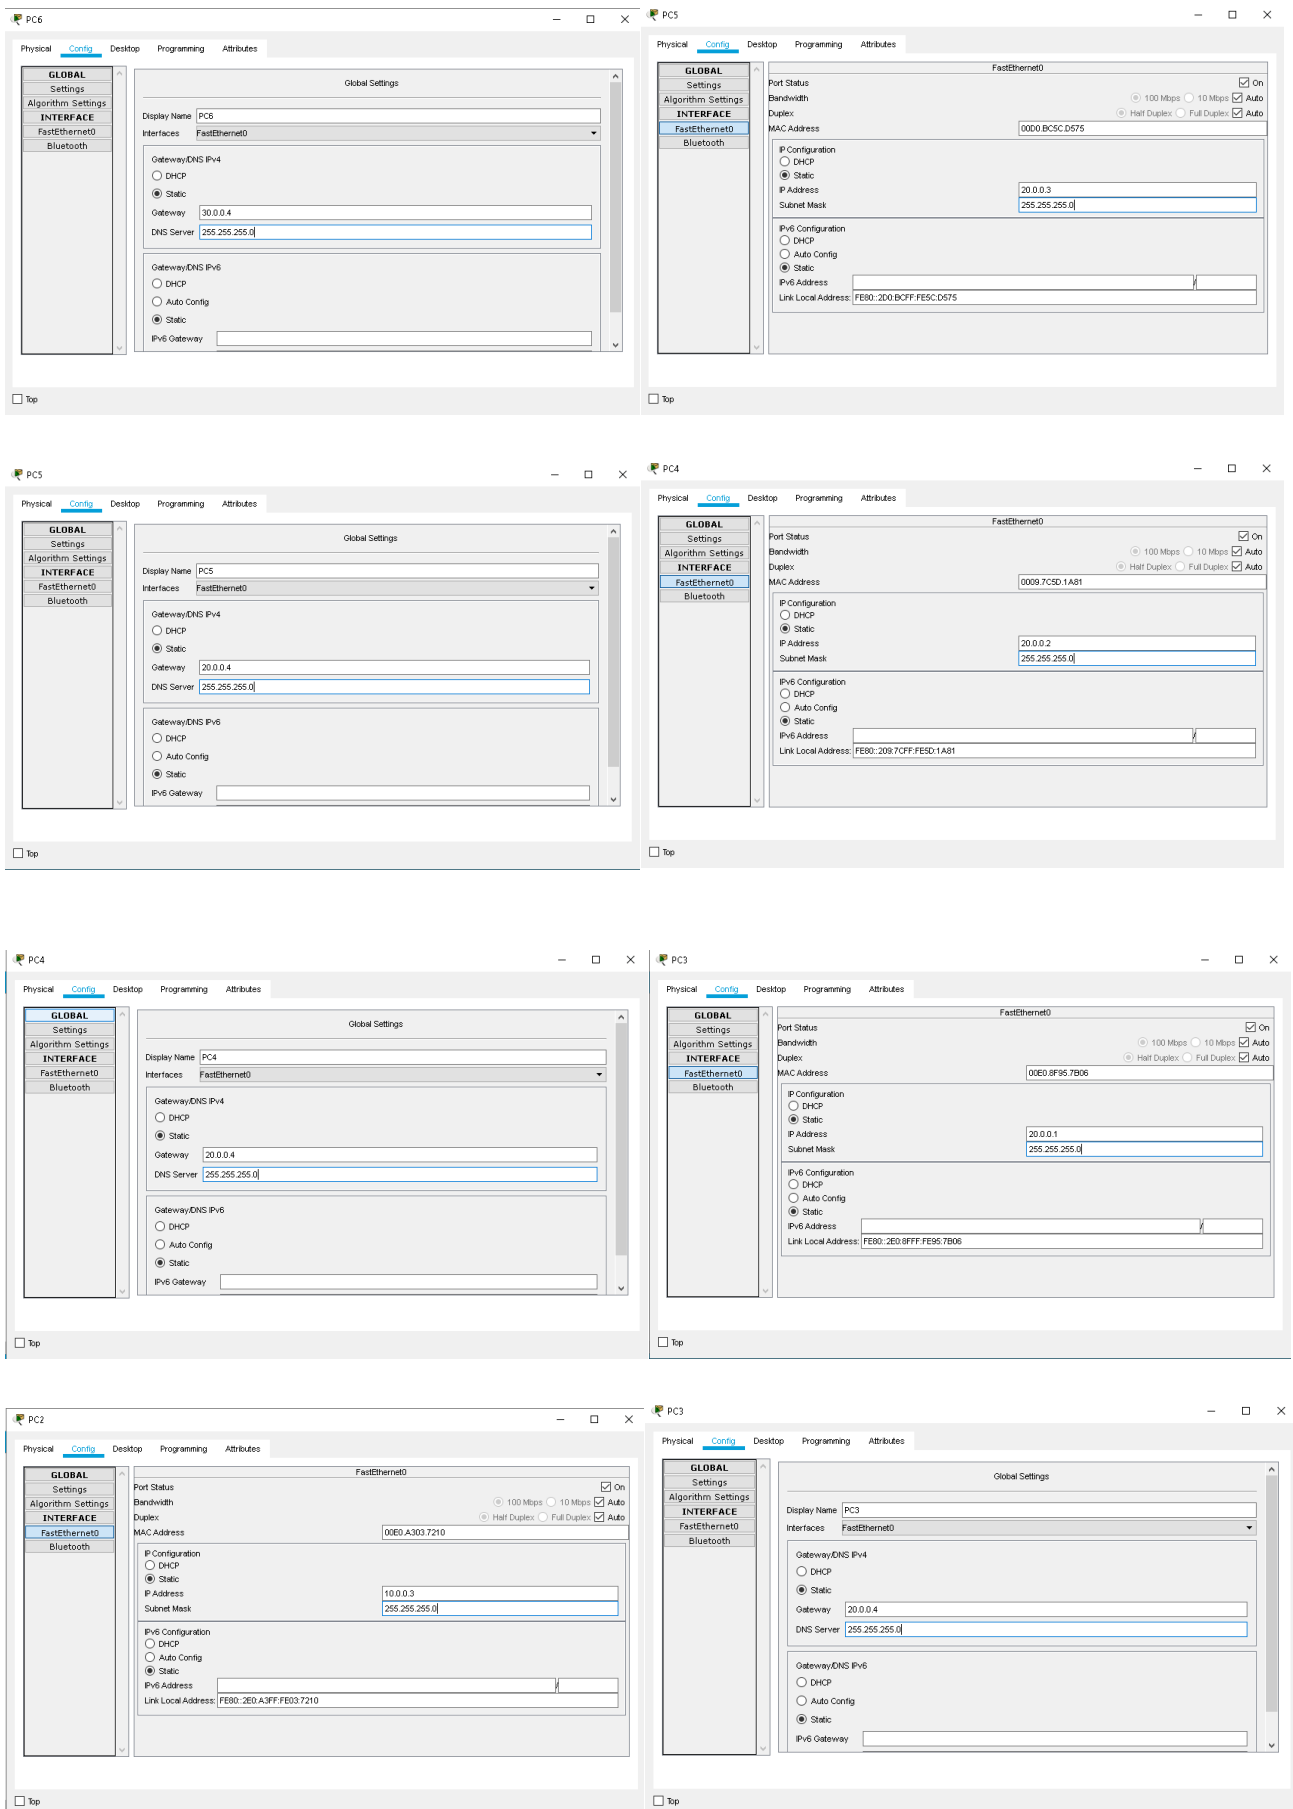 PC6
Physical Config Desktop Programming Attributes
GLOBAL
Settings
Algorithm Settings
INTERFACE
FastEthernet0
Bluetooth
Global Settings
Display Name PC6
Interfaces FastEthernet0
Gateway/DNS IPv4
DHCP
Static
Gateway 30.0.0.4
DNS Server 255.255.255.0
Gateway/DNS IPv6
DHCP
Auto Config
Static
IPv6 Gateway
Top
PC5
Physical Config Desktop Programming Attributes
GLOBAL
Settings
Algorithm Settings
INTERFACE
FastEthernet0
Bluetooth
FastEthernet0
Port Status On
Bandwidth 100 Mbps 10 Mbps Auto
Duplex Half Duplex Full Duplex Auto
MAC Address 00D0.BC5C.D575
IP Configuration
DHCP
Static
IP Address 20.0.0.3
Subnet Mask 255.255.255.0
IPv6 Configuration
DHCP
Auto Config
Static
IPv6 Address /
Link Local Address: FE80::2D0:BCFF:FE5C:D575
Top
PC5
Physical Config Desktop Programming Attributes
GLOBAL
Settings
Algorithm Settings
INTERFACE
FastEthernet0
Bluetooth
Global Settings
Display Name PC5
Interfaces FastEthernet0
Gateway/DNS IPv4
DHCP
Static
Gateway 20.0.0.4
DNS Server 255.255.255.0
Gateway/DNS IPv6
DHCP
Auto Config
Static
IPv6 Gateway
Top
PC4
Physical Config Desktop Programming Attributes
GLOBAL
Settings
Algorithm Settings
INTERFACE
FastEthernet0
Bluetooth
FastEthernet0
Port Status On
Bandwidth 100 Mbps 10 Mbps Auto
Duplex Half Duplex Full Duplex Auto
MAC Address 0009.7C5D.1A81
IP Configuration
DHCP
Static
IP Address 20.0.0.2
Subnet Mask 255.255.255.0
IPv6 Configuration
DHCP
Auto Config
Static
IPv6 Address /
Link Local Address: FE80::209:7CFF:FE5D:1A81
Top
PC4
Physical Config Desktop Programming Attributes
GLOBAL
Settings
Algorithm Settings
INTERFACE
FastEthernet0
Bluetooth
Global Settings
Display Name PC4
Interfaces FastEthernet0
Gateway/DNS IPv4
DHCP
Static
Gateway 20.0.0.4
DNS Server 255.255.255.0
Gateway/DNS IPv6
DHCP
Auto Config
Static
IPv6 Gateway
Top
PC3
Physical Config Desktop Programming Attributes
GLOBAL
Settings
Algorithm Settings
INTERFACE
FastEthernet0
Bluetooth
FastEthernet0
Port Status On
Bandwidth 100 Mbps 10 Mbps Auto
Duplex Half Duplex Full Duplex Auto
MAC Address 00E0.8F95.7B06
IP Configuration
DHCP
Static
IP Address 20.0.0.1
Subnet Mask 255.255.255.0
IPv6 Configuration
DHCP
Auto Config
Static
IPv6 Address /
Link Local Address: FE80::2E0:8FFF:FE95:7B06
Top
PC2
Physical Config Desktop Programming Attributes
GLOBAL
Settings
Algorithm Settings
INTERFACE
FastEthernet0
Bluetooth
FastEthernet0
Port Status On
Bandwidth 100 Mbps 10 Mbps Auto
Duplex Half Duplex Full Duplex Auto
MAC Address 00E0.A303.7210
IP Configuration
DHCP
Static
IP Address 10.0.0.3
Subnet Mask 255.255.255.0
IPv6 Configuration
DHCP
Auto Config
Static
IPv6 Address /
Link Local Address: FE80::2E0:A3FF:FE03:7210
Top
PC3
Physical Config Desktop Programming Attributes
GLOBAL
Settings
Algorithm Settings
INTERFACE
FastEthernet0
Bluetooth
Global Settings
Display Name PC3
Interfaces FastEthernet0
Gateway/DNS IPv4
DHCP
Static
Gateway 20.0.0.4
DNS Server 255.255.255.0
Gateway/DNS IPv6
DHCP
Auto Config
Static
IPv6 Gateway
Top